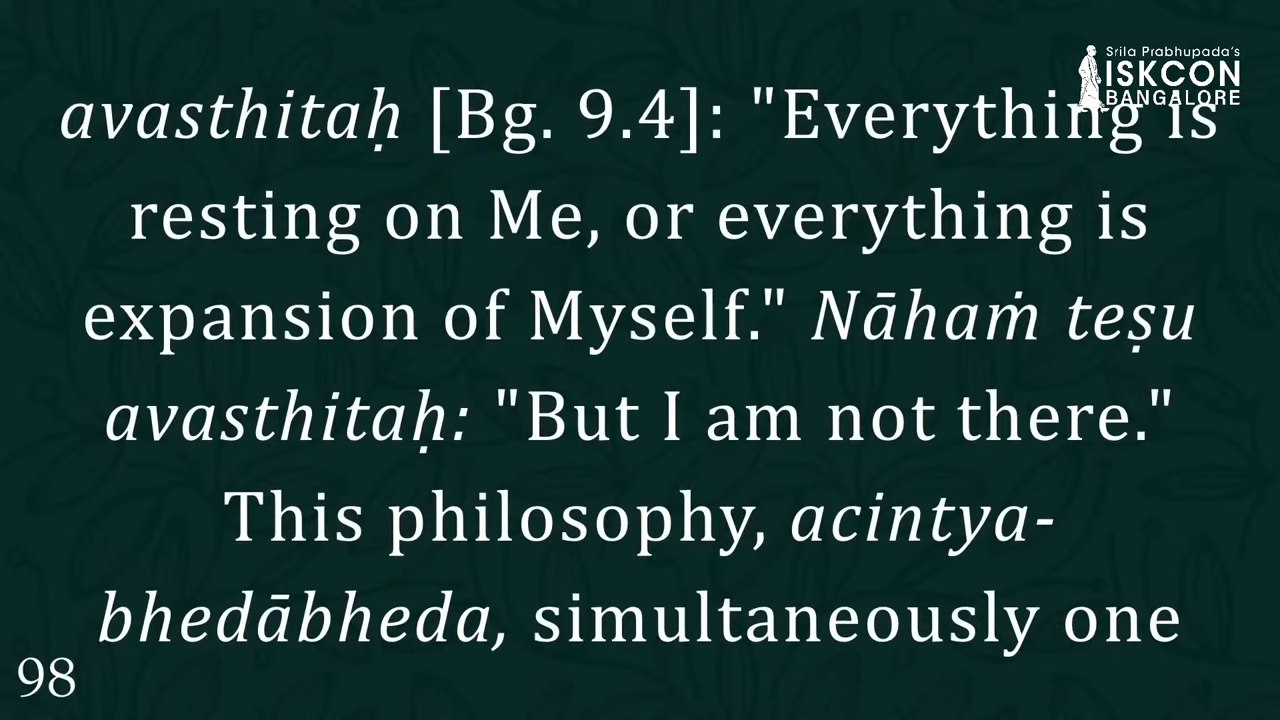 Srila Prabhupada's
ISKCON
BANGALORE
avasthitaḥ [Bg. 9.4]: "Everything is
resting on Me, or everything is
expansion of Myself." Nāhaṁ teṣu
avasthitaḥ: "But I am not there."
This philosophy, acintya-
bhedābheda, simultaneously one
98